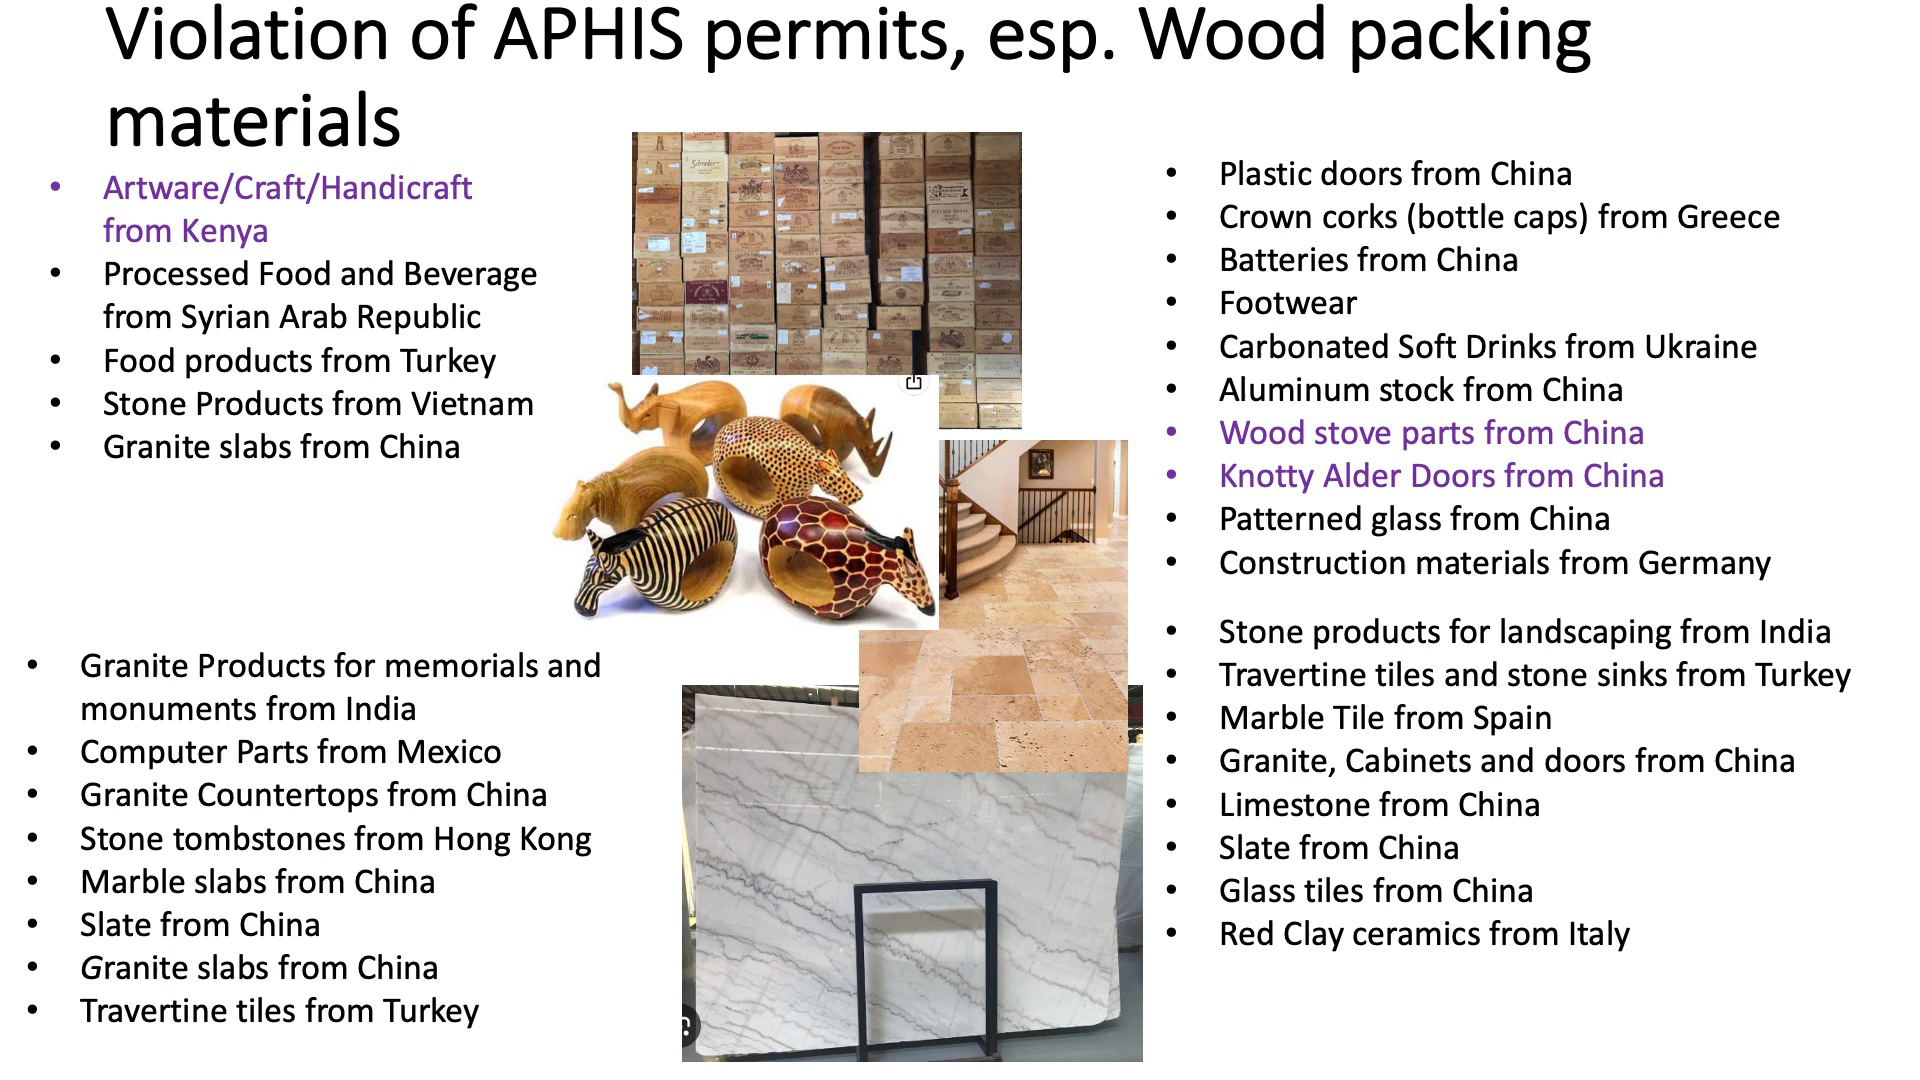 Violation of APHIS permits, esp. Wood packing
materials
• Artware/Craft/Handicraft
from Kenya
• Processed Food and Beverage
from Syrian Arab Republic
• Food products from Turkey
• Stone Products from Vietnam
• Granite slabs from China
• Granite Products for memorials and
monuments from India
• Computer Parts from Mexico
• Granite Countertops from China
• Stone tombstones from Hong Kong
• Marble slabs from China
• Slate from China
• Granite slabs from China
• Travertine tiles from Turkey
Schrader
• Plastic doors from China
• Crown corks (bottle caps) from Greece
• Batteries from China
• Footwear
• Carbonated Soft Drinks from Ukraine
• Aluminum stock from China
• Wood stove parts from China
• Knotty Alder Doors from China
• Patterned glass from China
• Construction materials from Germany
• Stone products for landscaping from India
• Travertine tiles and stone sinks from Turkey
• Marble Tile from Spain
• Granite, Cabinets and doors from China
• Limestone from China
• Slate from China
• Glass tiles from China
• Red Clay ceramics from Italy